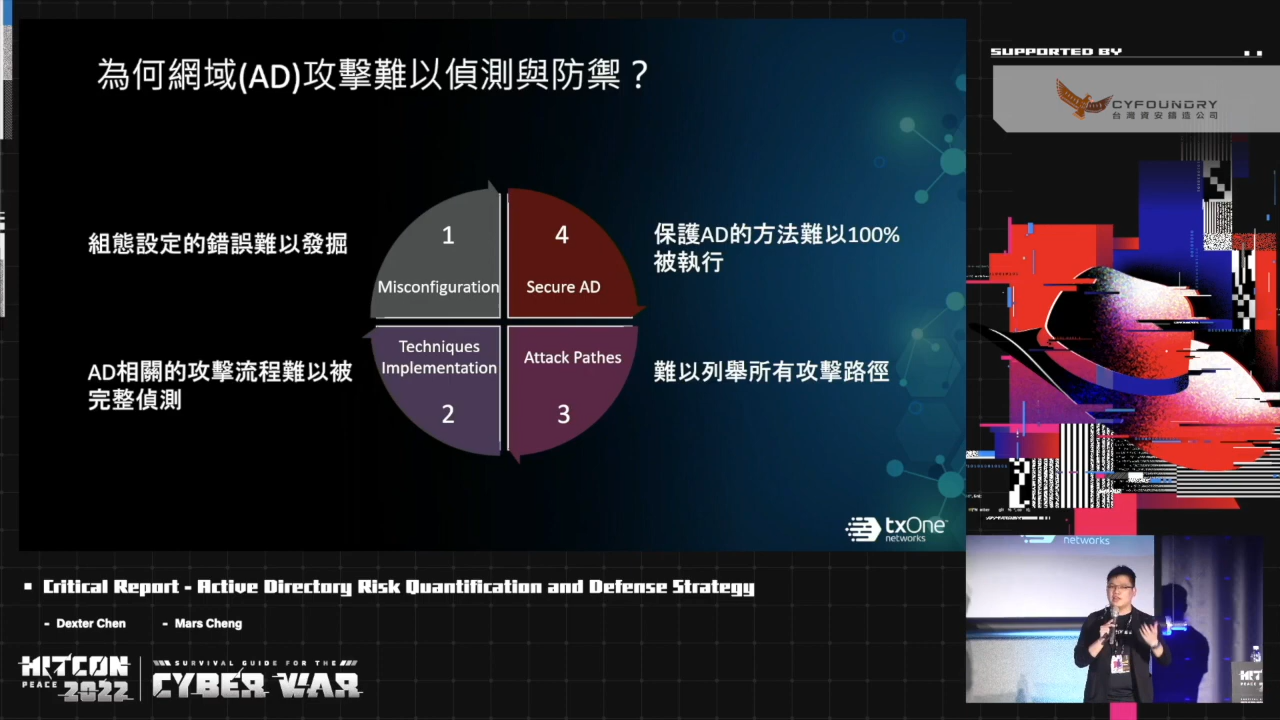 為何網域(AD)攻擊難以偵測與防禦？
組態設定的錯誤難以發掘
1
Misconfiguration
4
Secure AD
保護AD的方法難以100%
被執行
AD相關的攻擊流程難以被
完整偵測
Techniques
Implementation
2
Attack Pathes
3
難以列舉所有攻擊路徑
txOne
networks
SUPPORTED BY
CYFOUNDRY
台灣資安鑄造公司
Critical Report - Active Directory Risk Quantification and Defense Strategy
- Dexter Chen - Mars Cheng
HITCON
PEACE 2022
SURVIVAL GUIDE FOR THE
CYBER WAR
networks